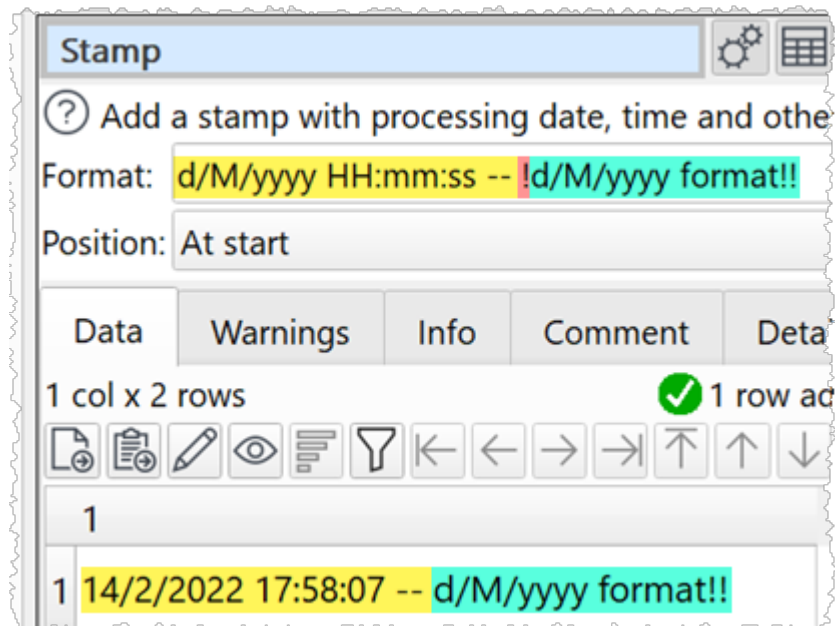 Stamp
? Add a stamp with processing date, time and othe
Format: d/M/yyyy HH:mm:ss -- !d/M/yyyy format!!
Position: At start
Data Warnings Info Comment Deta
1 col x 2 rows 1 row ad
1
1 14/2/2022 17:58:07 -- d/M/yyyy format!!